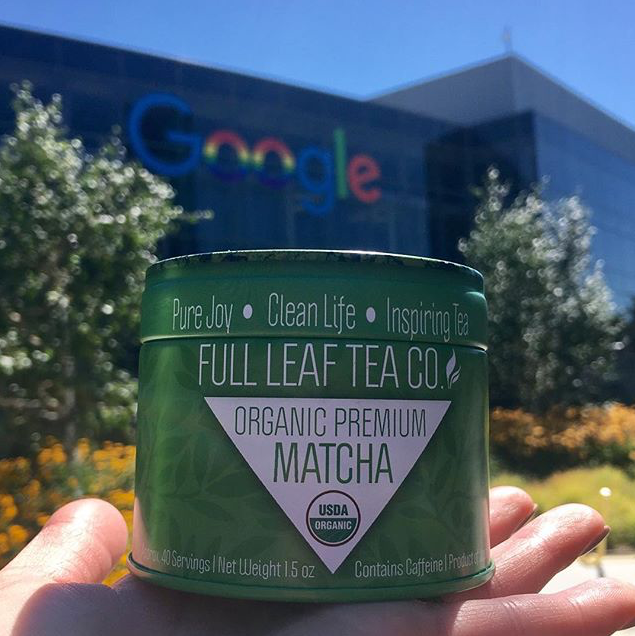 Google
Pure Joy • Clean Life • Inspiring Tea
FULL LEAF TEA CO.
ORGANIC PREMIUM
MATCHA
USDA
ORGANIC
40 Servings | Net Weight 1.5 oz
Contains Caffeine | Product